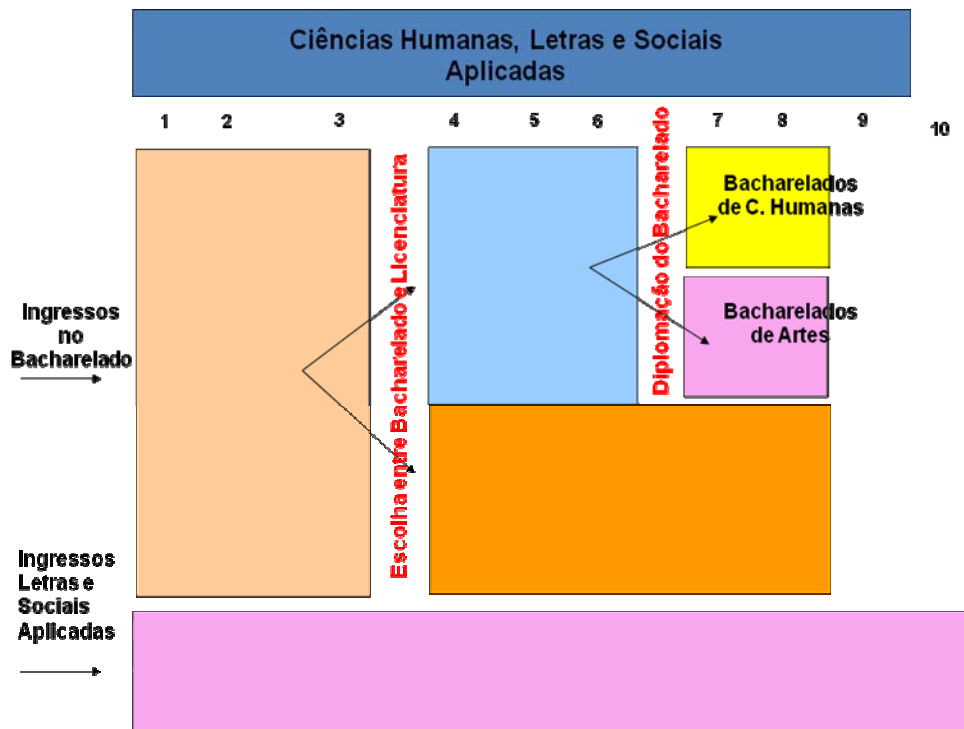 Ciências Humanas, Letras e Sociais
Aplicadas
1 2 3 4 5 6 7 8 9 10
Escolha entre Bacharelado e Licenciatura
Diplomação do Bacharelado
Bacharelados
de C. Humanas
Bacharelados
de Artes
Ingressos
no
Bacharelado
Ingressos
Letras e
Sociais
Aplicadas